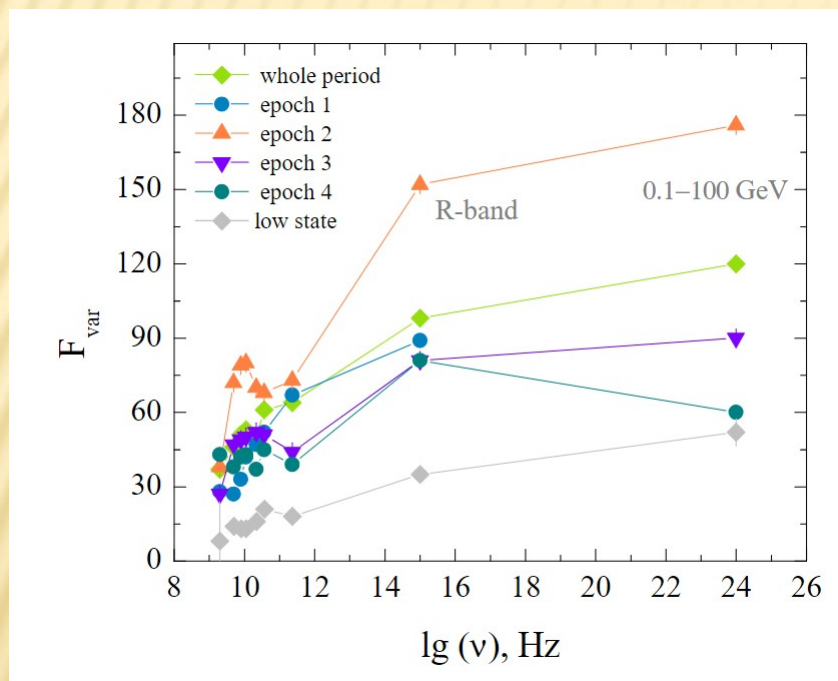 whole period
epoch 1
epoch 2
epoch 3
epoch 4
low state
R-band
0.1–100 GeV
180
150
120
90
60
30
0
F var
8 10 12 14 16 18 20 22 24 26
lg (ν), Hz